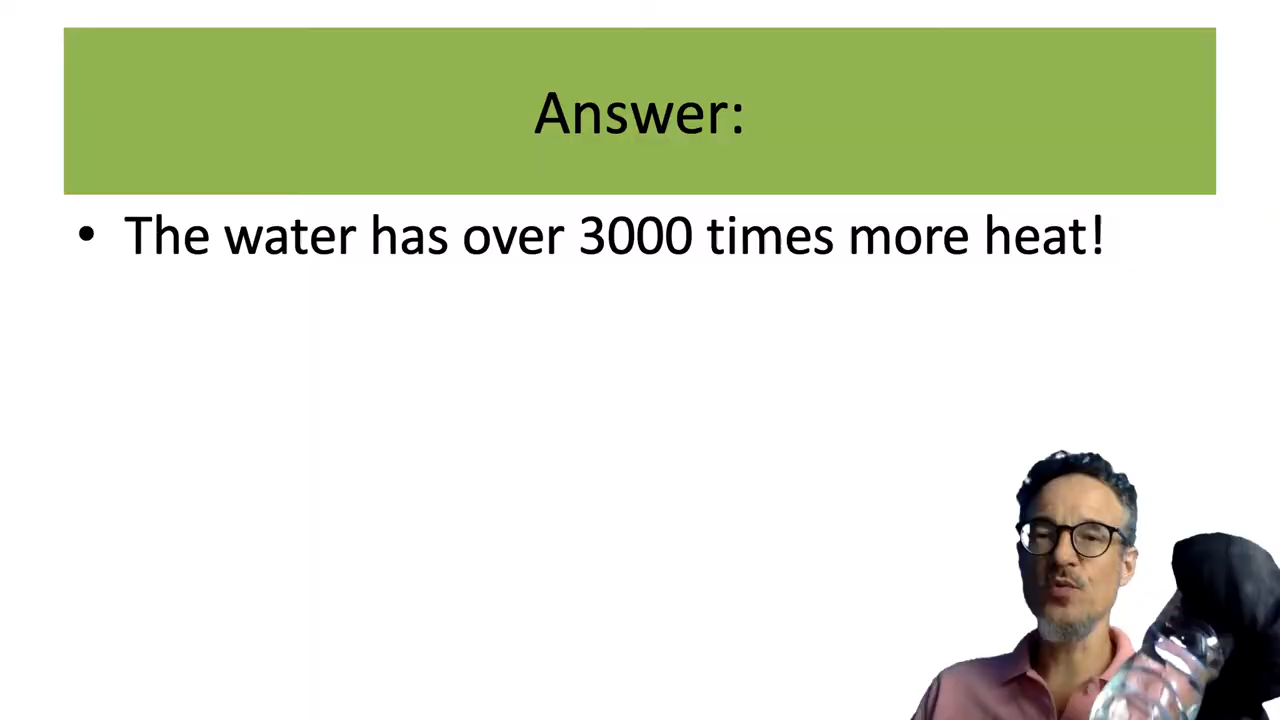 Answer:
• The water has over 3000 times more heat!